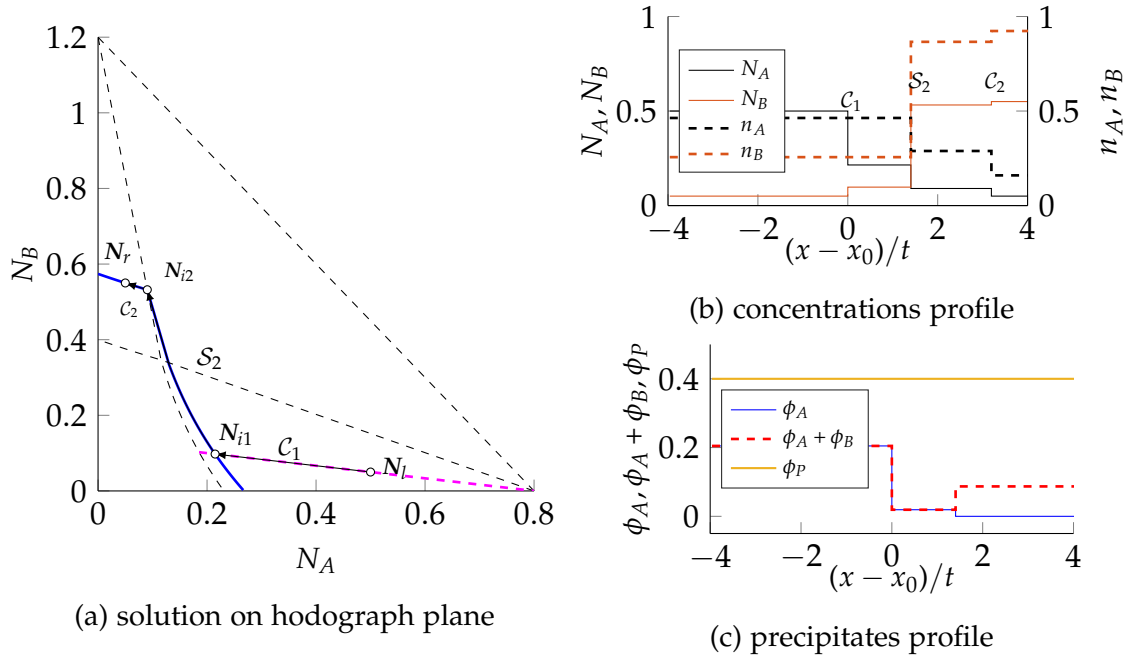 1.2
1
0.8
0.6
0.4
0.2
0
N_B
N_r
N_{i2}
C_2
S_2
N_{i1}
C_1
N_l
0 0.2 0.4 0.6 0.8
N_A
(a) solution on hodograph plane
1 1
0.5 0.5
0 0
N_A, N_B
n_A, n_B
N_A
N_B
n_A
n_B
C_1 S_2 C_2
−4 −2 0 2 4
(x − x_0)/t
(b) concentrations profile
0.4
0.2
0
ϕ_A, ϕ_A + ϕ_B, ϕ_P
ϕ_A
ϕ_A + ϕ_B
ϕ_P
−4 −2 0 2 4
(x − x_0)/t
(c) precipitates profile